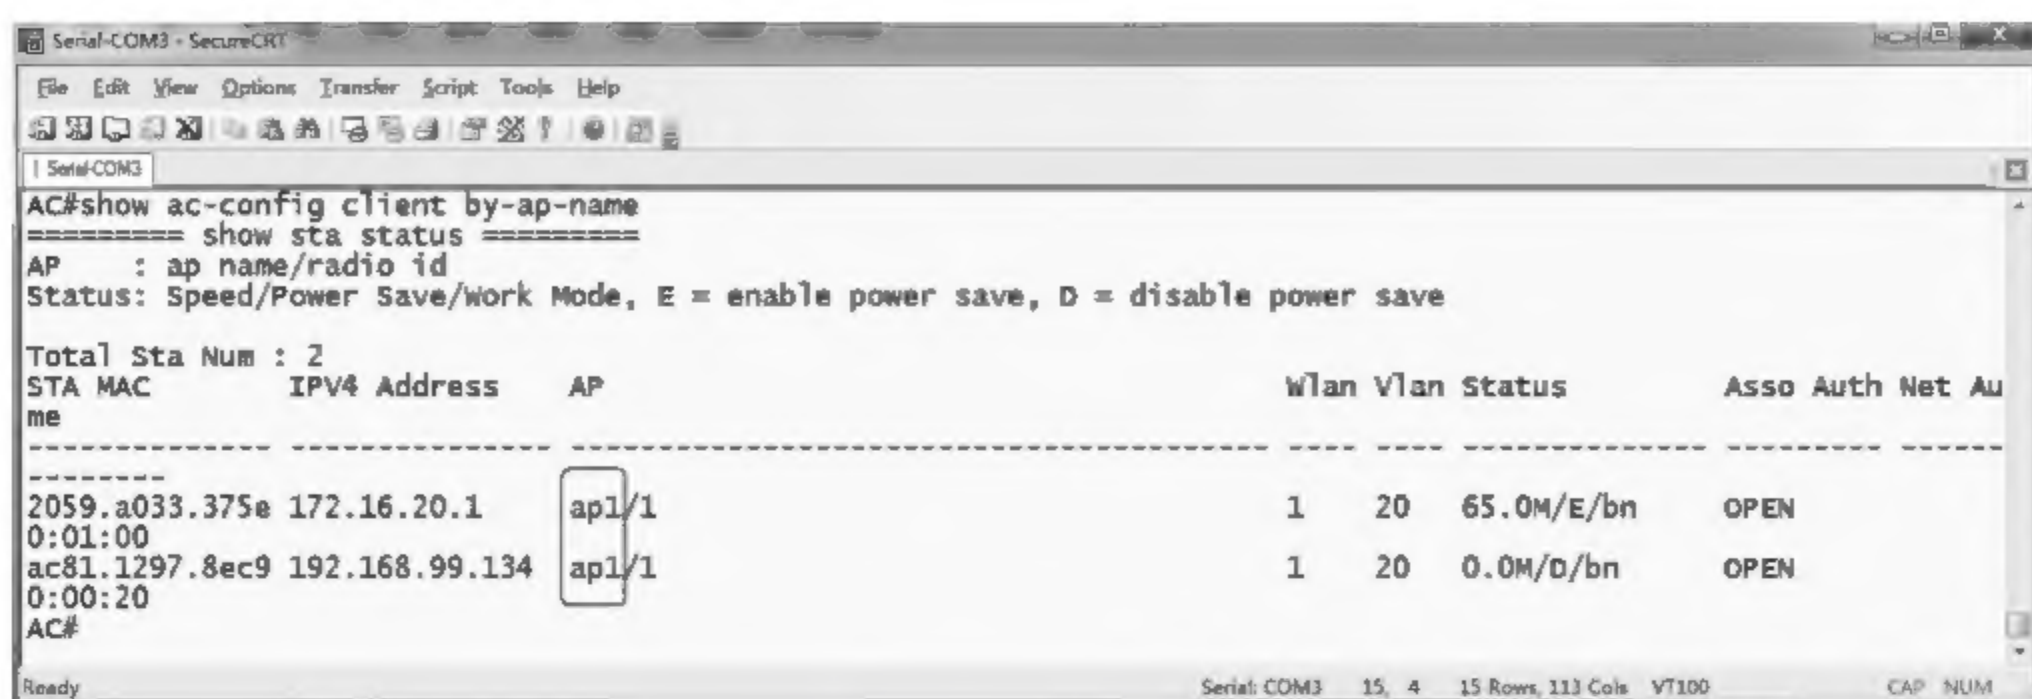 Serial-COM3 - SecureCRT
File Edit View Options Transfer Script Tools Help
Serial-COM3
AC#show ac-config client by-ap-name
========= show sta status =========
AP    : ap name/radio id
Status: Speed/Power Save/Work Mode, E = enable power save, D = disable power save
Total Sta Num : 2
STA MAC        IPV4 Address    AP                                       Wlan Vlan Status         Asso Auth Net Au
me
-------------- --------------- ---------------------------------------- ---- ---- -------------- --------- ------
--------
2059.a033.375e 172.16.20.1     ap1/1                                    1    20   65.0M/E/bn     OPEN
0:01:00
ac81.1297.8ec9 192.168.99.134  ap1/1                                    1    20   0.0M/D/bn      OPEN
0:00:20
AC#
Ready Serial: COM3 15, 4 15 Rows, 113 Cols VT100 CAP NUM